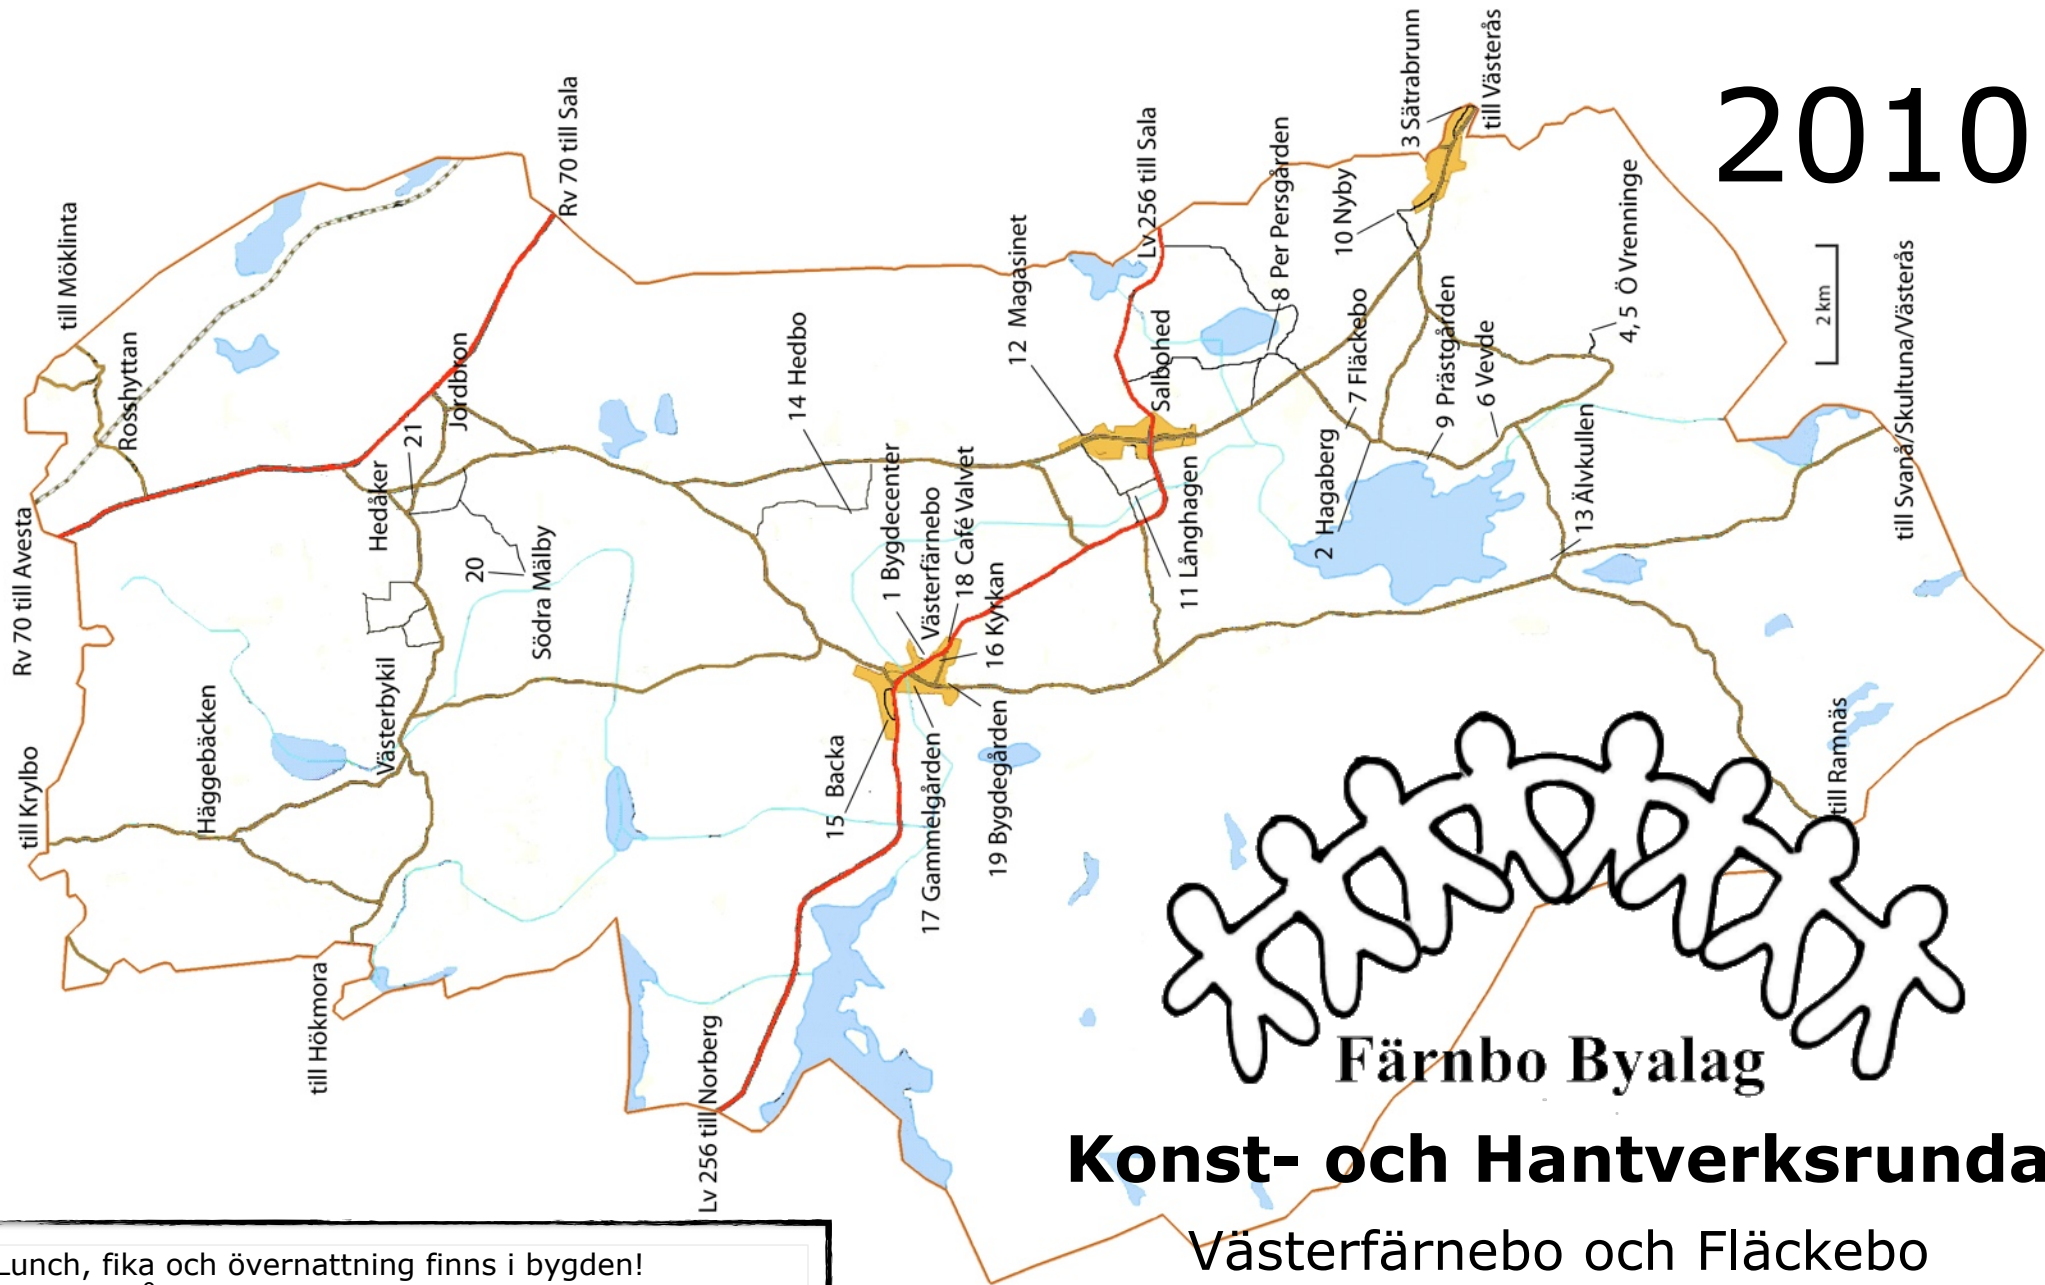 2010
till Möklinta
Rosshyttan
Rv 70 till Avesta
Rv 70 till Sala
Jordbron
21
Hedåker
20
Södra Mälby
till Krylbo
Häggebäcken
Västerbykil
till Hökmora
14 Hedbo
12 Magasinet
Lv 256 till Sala
Salbohed
8 Per Persgården
10 Nyby
3 Sätrabrunn
till Västerås
4, 5 Ö Vrenninge
2 km
7 Fläckebo
9 Prästgården
6 Vevde
2 Hagaberg
13 Älvkullen
till Svanå/Skultuna/Västerås
11 Långhagen
1 Bygdecenter
Västerfärnebo
18 Café Valvet
16 Kyrkan
15 Backa
17 Gammelgården
19 Bygdegården
Lv 256 till Norberg
till Ramnäs
Färnbo Byalag
Konst- och Hantverksrunda
Västerfärnebo och Fläckebo
Lunch, fika och övernattning finns i bygden!